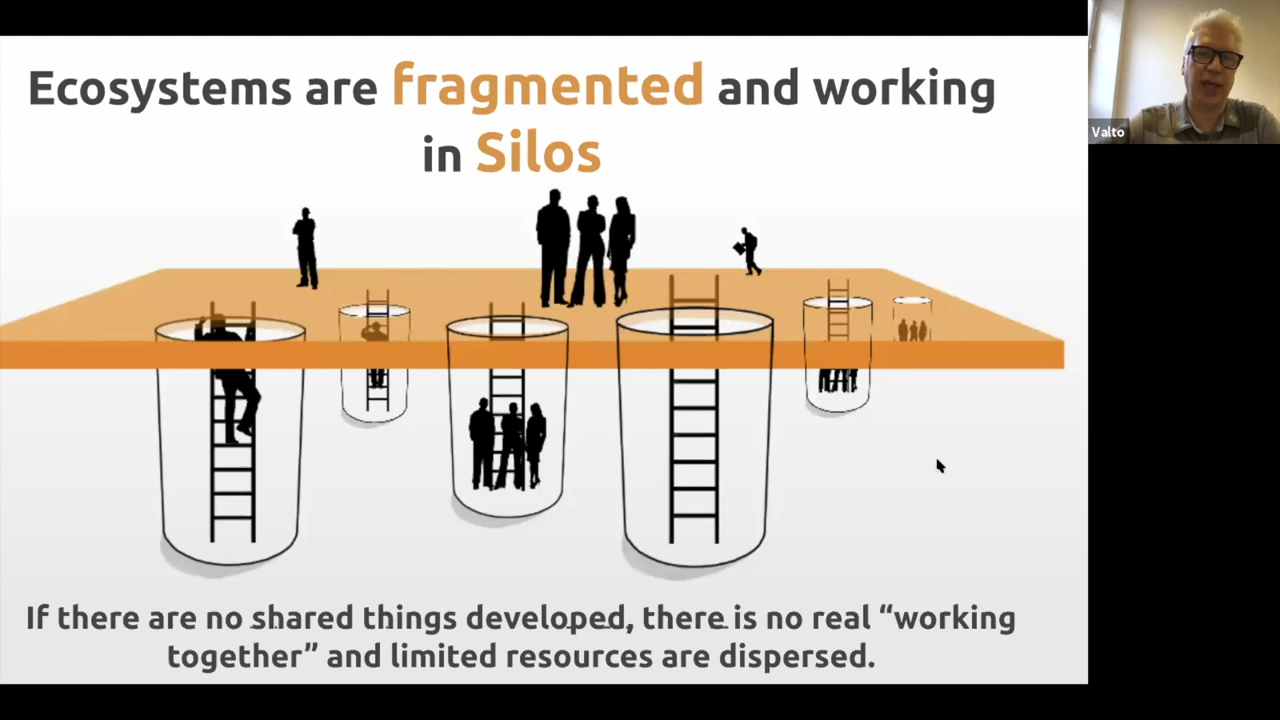 Ecosystems are fragmented and working
in Silos
Valto
If there are no shared things developed, there is no real “working
together” and limited resources are dispersed.